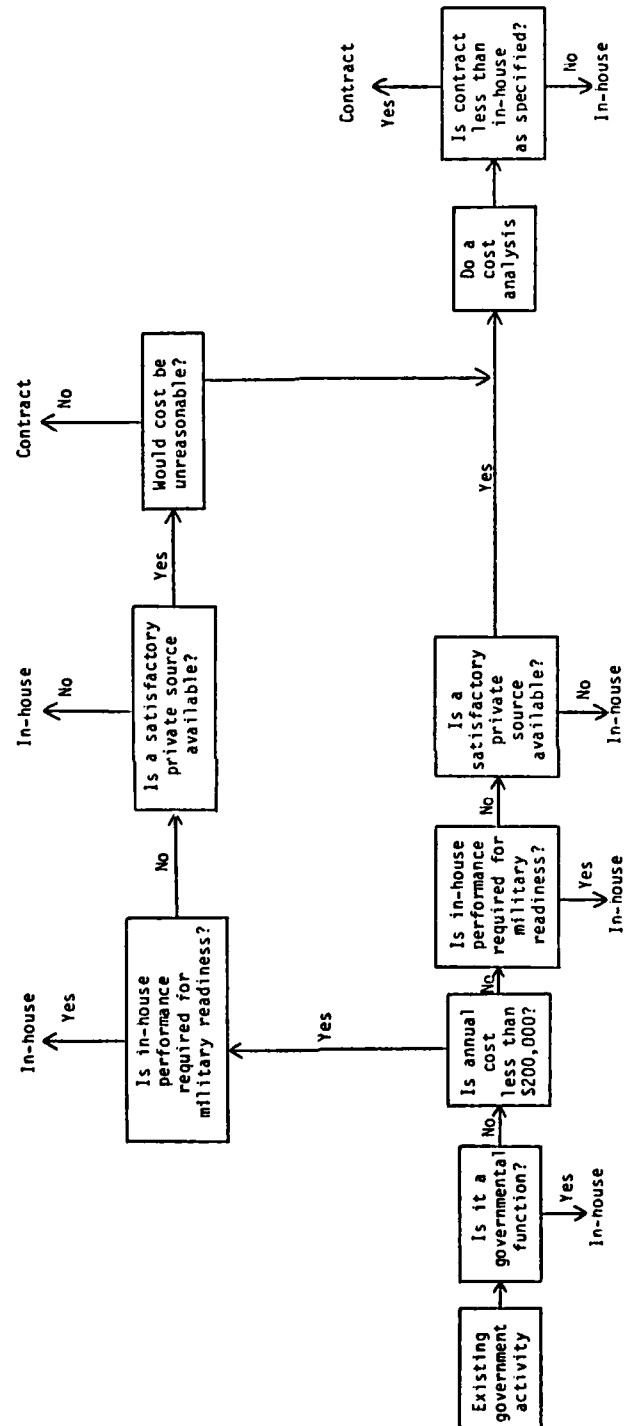 Existing
government
activity
Is it a
governmental
function?
Yes
In-house
No
Is annual
cost
less than
$200,000?
Yes
Is in-house
performance
required for
military readiness?
Yes
In-house
No
Is a satisfactory
private source
available?
No
In-house
Yes
Would cost be
unreasonable?
No
Contract
No
Is in-house
performance
required for
military
readiness?
Yes
In-house
No
Is a
satisfactory
private
source
available?
No
In-house
Yes
Do a
cost
analysis
Is contract
less than
in-house
as specified?
Yes
Contract
No
In-house